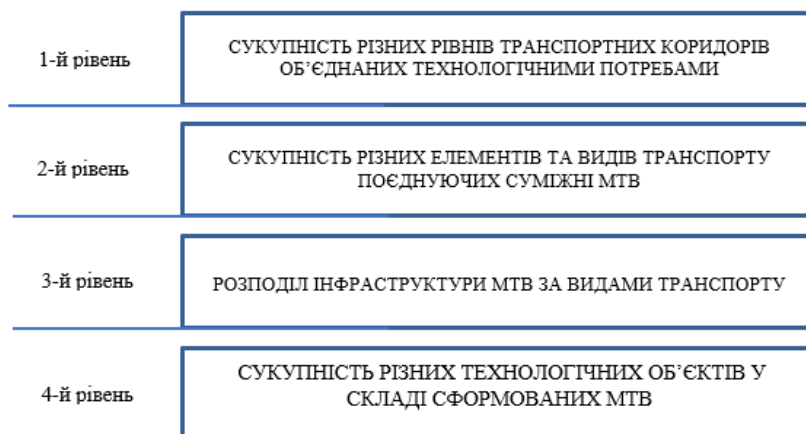 1-й рівень
СУКУПНІСТЬ РІЗНИХ РІВНІВ ТРАНСПОРТНИХ КОРИДОРІВ
ОБ’ЄДНАНИХ ТЕХНОЛОГІЧНИМИ ПОТРЕБАМИ
2-й рівень
СУКУПНІСТЬ РІЗНИХ ЕЛЕМЕНТІВ ТА ВИДІВ ТРАНСПОРТУ
ПОЄДНУЮЧИХ СУМІЖНІ МТВ
3-й рівень
РОЗПОДІЛ ІНФРАСТРУКТУРИ МТВ ЗА ВИДАМИ ТРАНСПОРТУ
4-й рівень
СУКУПНІСТЬ РІЗНИХ ТЕХНОЛОГІЧНИХ ОБ’ЄКТІВ У
СКЛАДІ СФОРМОВАНИХ МТВ